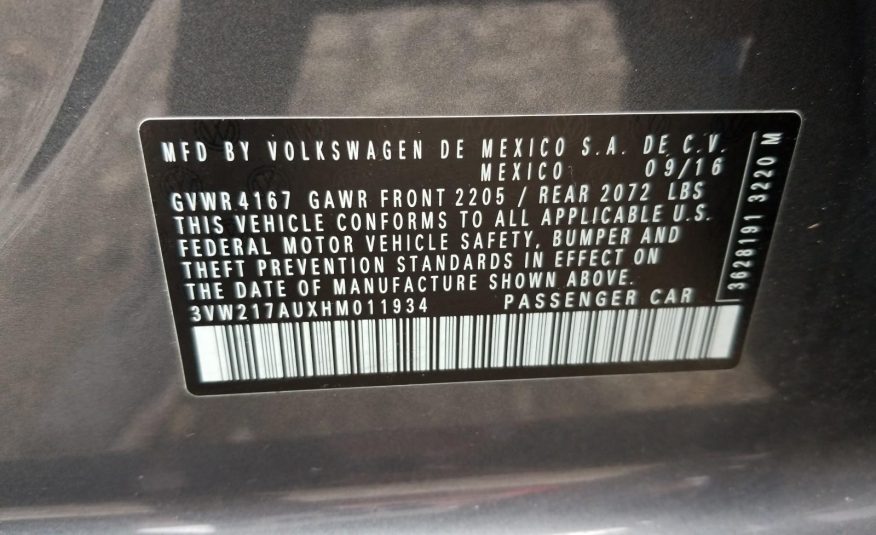 MFD BY VOLKSWAGEN DE MEXICO S.A. DE C.V.
MEXICO 09/16
GVWR 4167 GAWR FRONT 2205 / REAR 2072 LBS
THIS VEHICLE CONFORMS TO ALL APPLICABLE U.S.
FEDERAL MOTOR VEHICLE SAFETY, BUMPER AND
THEFT PREVENTION STANDARDS IN EFFECT ON
THE DATE OF MANUFACTURE SHOWN ABOVE.
3VW217AUXHM011934 PASSENGER CAR
3628191 3220 M